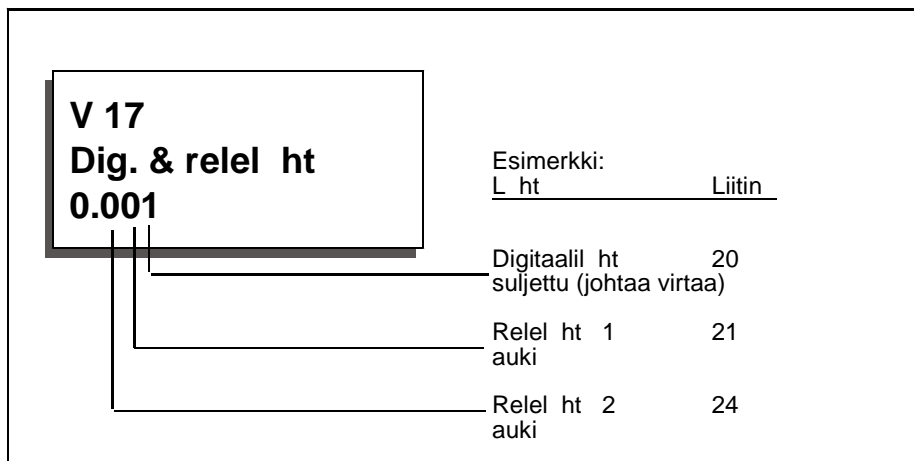 V 17
Dig. & relel ht
0.001
Esimerkki:
L ht Liitin
Digitaalil ht 20
suljettu (johtaa virtaa)
Relel ht 1 21
auki
Relel ht 2 24
auki